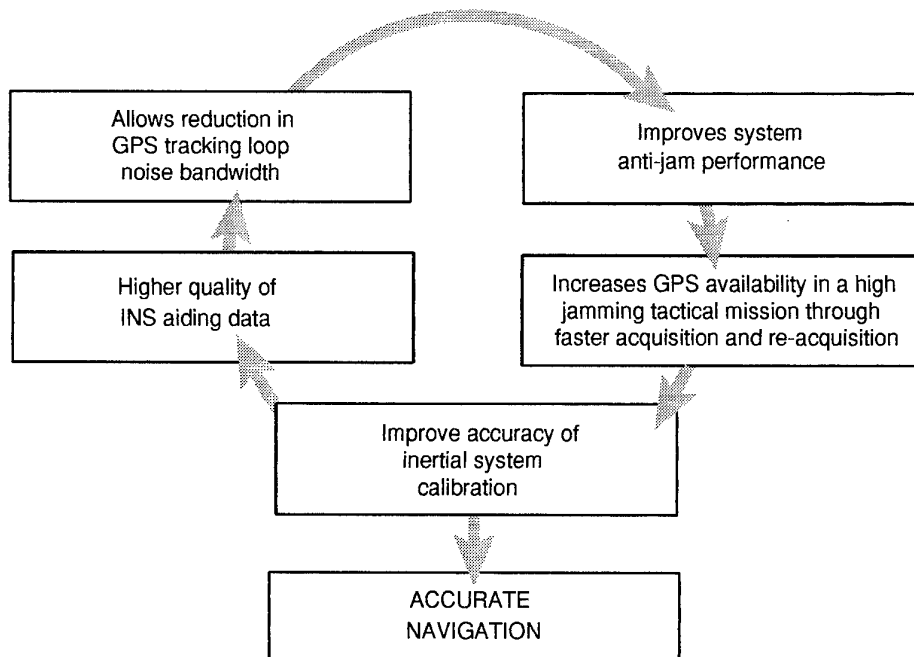 Allows reduction in
GPS tracking loop
noise bandwidth
Improves system
anti-jam performance
Higher quality of
INS aiding data
Increases GPS availability in a high
jamming tactical mission through
faster acquisition and re-acquisition
Improve accuracy of
inertial system
calibration
ACCURATE
NAVIGATION